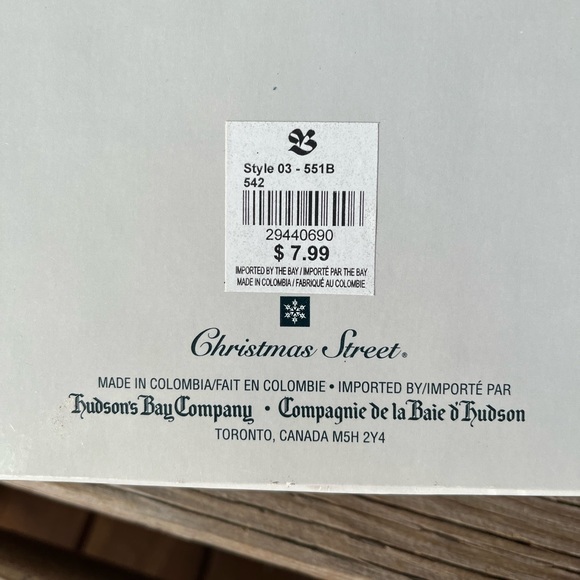 B
Style 03 - 551B
542
29440690
$ 7.99
IMPORTED BY THE BAY / IMPORTÉ PAR THE BAY
MADE IN COLOMBIA / FABRIQUÉ AU COLOMBIE
Christmas Street®
MADE IN COLOMBIA/FAIT EN COLOMBIE • IMPORTED BY/IMPORTÉ PAR
Hudson's Bay Company • Compagnie de la Baie d'Hudson
TORONTO, CANADA M5H 2Y4